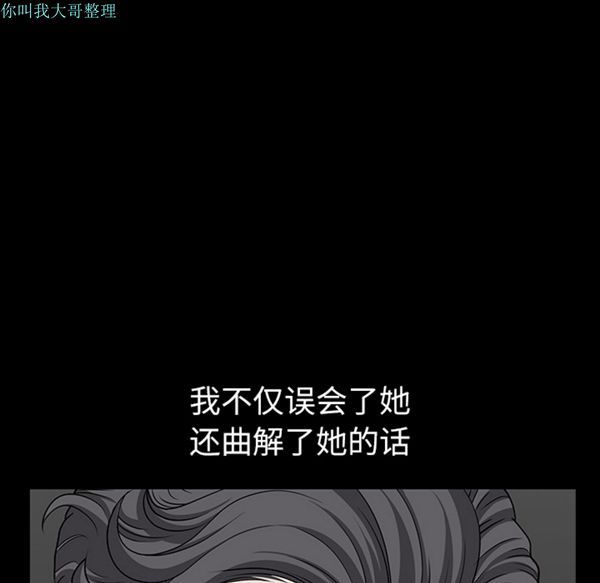 你叫我大哥整理
我不仅误会了她
还曲解了她的话